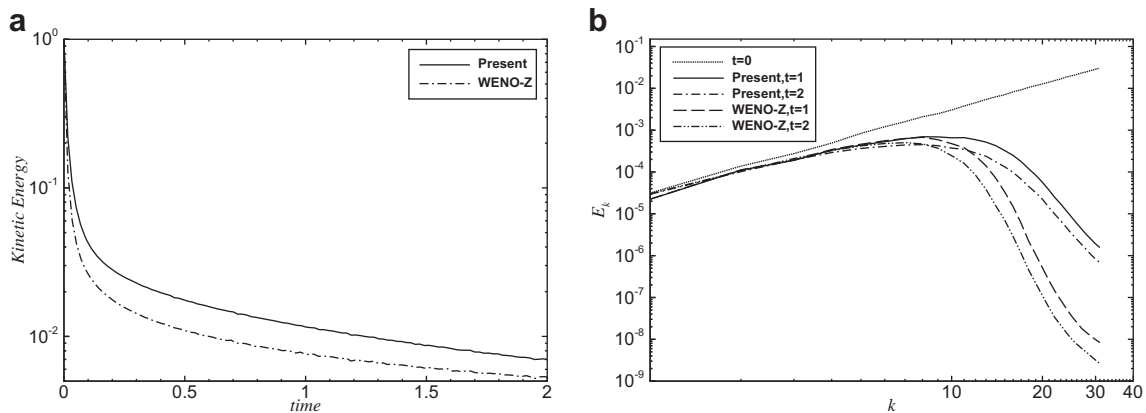 a
10^0
10^-1
10^-2
Kinetic Energy
0
0.5
1
1.5
2
time
Present
WENO-Z
b
10^-1
10^-2
10^-3
10^-4
10^-5
10^-6
10^-7
10^-8
10^-9
E_k
10
20
30
40
k
t=0
Present,t=1
Present,t=2
WENO-Z,t=1
WENO-Z,t=2